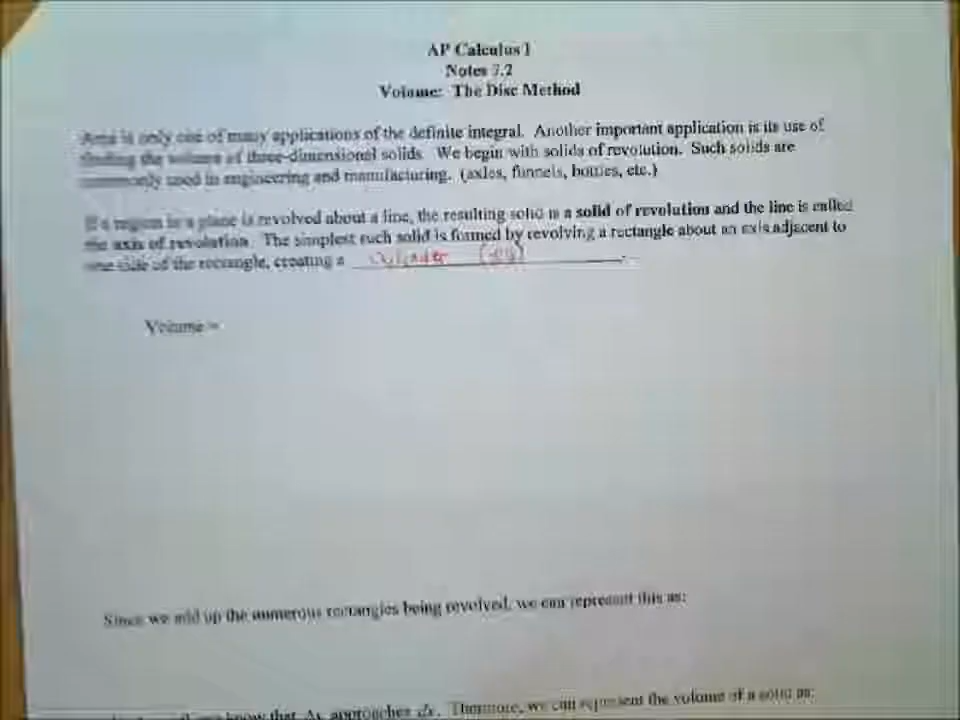 AP Calculus I
Notes 7.2
Volume: The Disc Method
Area is only one of many applications of the definite integral. Another important application is its use of
finding the volume of three-dimensional solids. We begin with solids of revolution. Such solids are
commonly used in engineering and manufacturing. (axles, funnels, bottles, etc.)
If a region in a plane is revolved about a line, the resulting solid is a solid of revolution and the line is called
the axis of revolution. The simplest such solid is formed by revolving a rectangle about an axis adjacent to
one side of the rectangle, creating a cylinder
Volume =
Since we add up the numerous rectangles being revolved, we can represent this as:
know that Δx approaches dx. Therefore, we can represent the volume of a solid as: